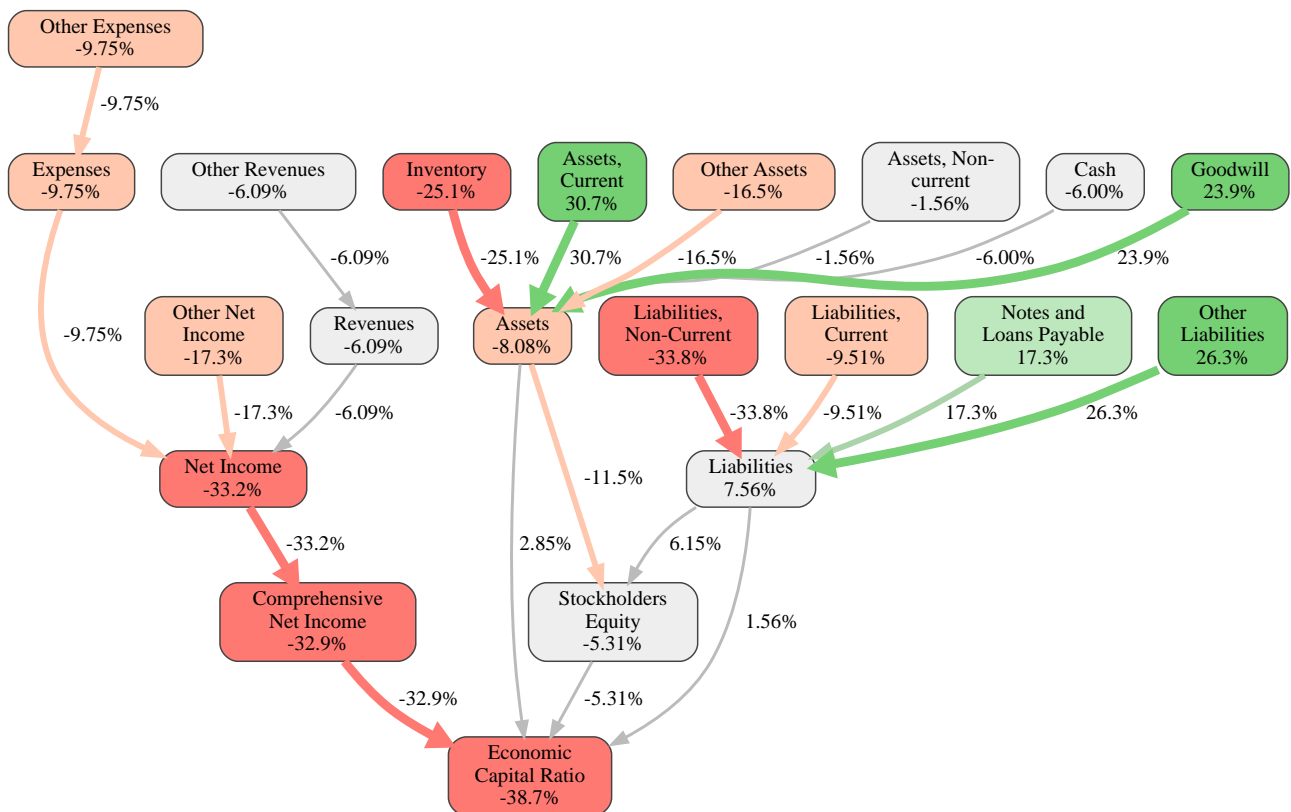 Other Expenses
-9.75%
-9.75%
Expenses
-9.75%
Other Revenues
-6.09%
Inventory
-25.1%
Assets,
Current
30.7%
Other Assets
-16.5%
Assets, Non-
current
-1.56%
Cash
-6.00%
Goodwill
23.9%
-6.09%
-25.1%
30.7%
-16.5%
-1.56%
-6.00%
23.9%
-9.75%
Other Net
Income
-17.3%
Revenues
-6.09%
Assets
-8.08%
Liabilities,
Non-Current
-33.8%
Liabilities,
Current
-9.51%
Notes and
Loans Payable
17.3%
Other
Liabilities
26.3%
-17.3%
-6.09%
-33.8%
-9.51%
17.3%
26.3%
Net Income
-33.2%
-11.5%
Liabilities
7.56%
-33.2%
2.85%
6.15%
Comprehensive
Net Income
-32.9%
Stockholders
Equity
-5.31%
1.56%
-32.9%
-5.31%
Economic
Capital Ratio
-38.7%